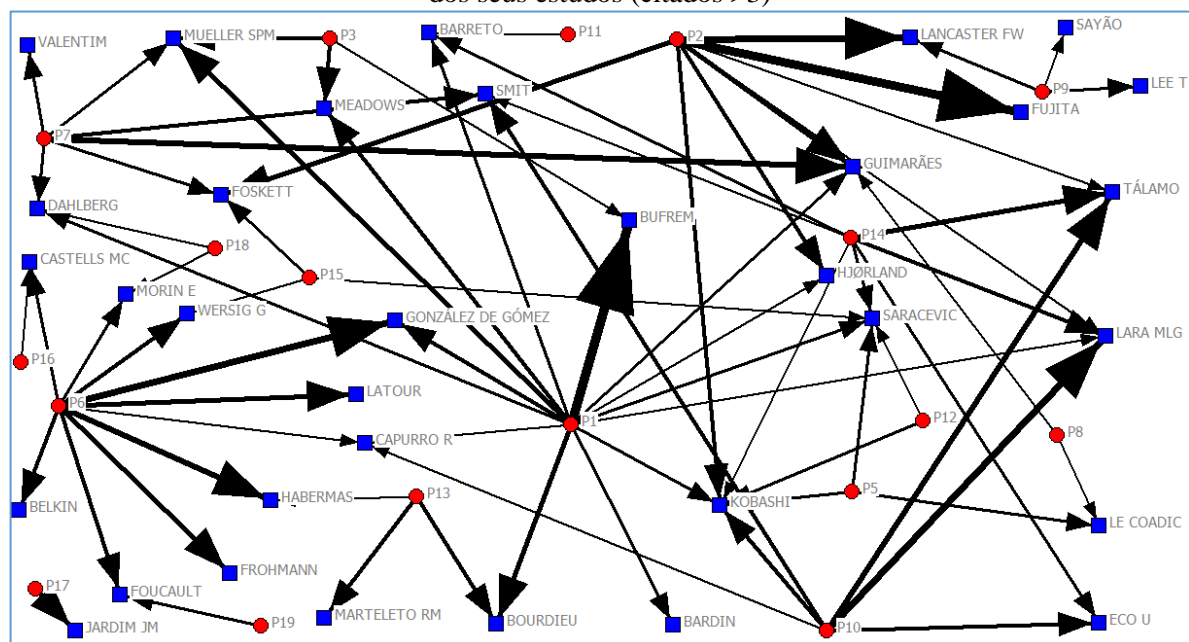 dos seus estudos (citados >3)
VALENTIM
MUELLER SPM
P3
BARRETO
P11
P2
LANCASTER FW
SAYÃO
P9
LEE T
SMIT
MEADOWS
FUJITA
P7
GUIMARÃES
TÁLAMO
FOSKETT
DAHLBERG
BUFREM
P14
P18
CASTELLS MC
P15
HJØRLAND
MORIN E
WERSIG G
GONZÁLEZ DE GÓMEZ
SARACEVIC
LARA MLG
P16
LATOUR
P6
P1
P12
P8
CAPURRO R
HABERMAS
P13
P5
KOBASHI
BELKIN
LE COADIC
FROHMANN
P17
FOUCAULT
MARTELETO RM
BOURDIEU
BARDIN
ECO U
JARDIM JM
P19
P10